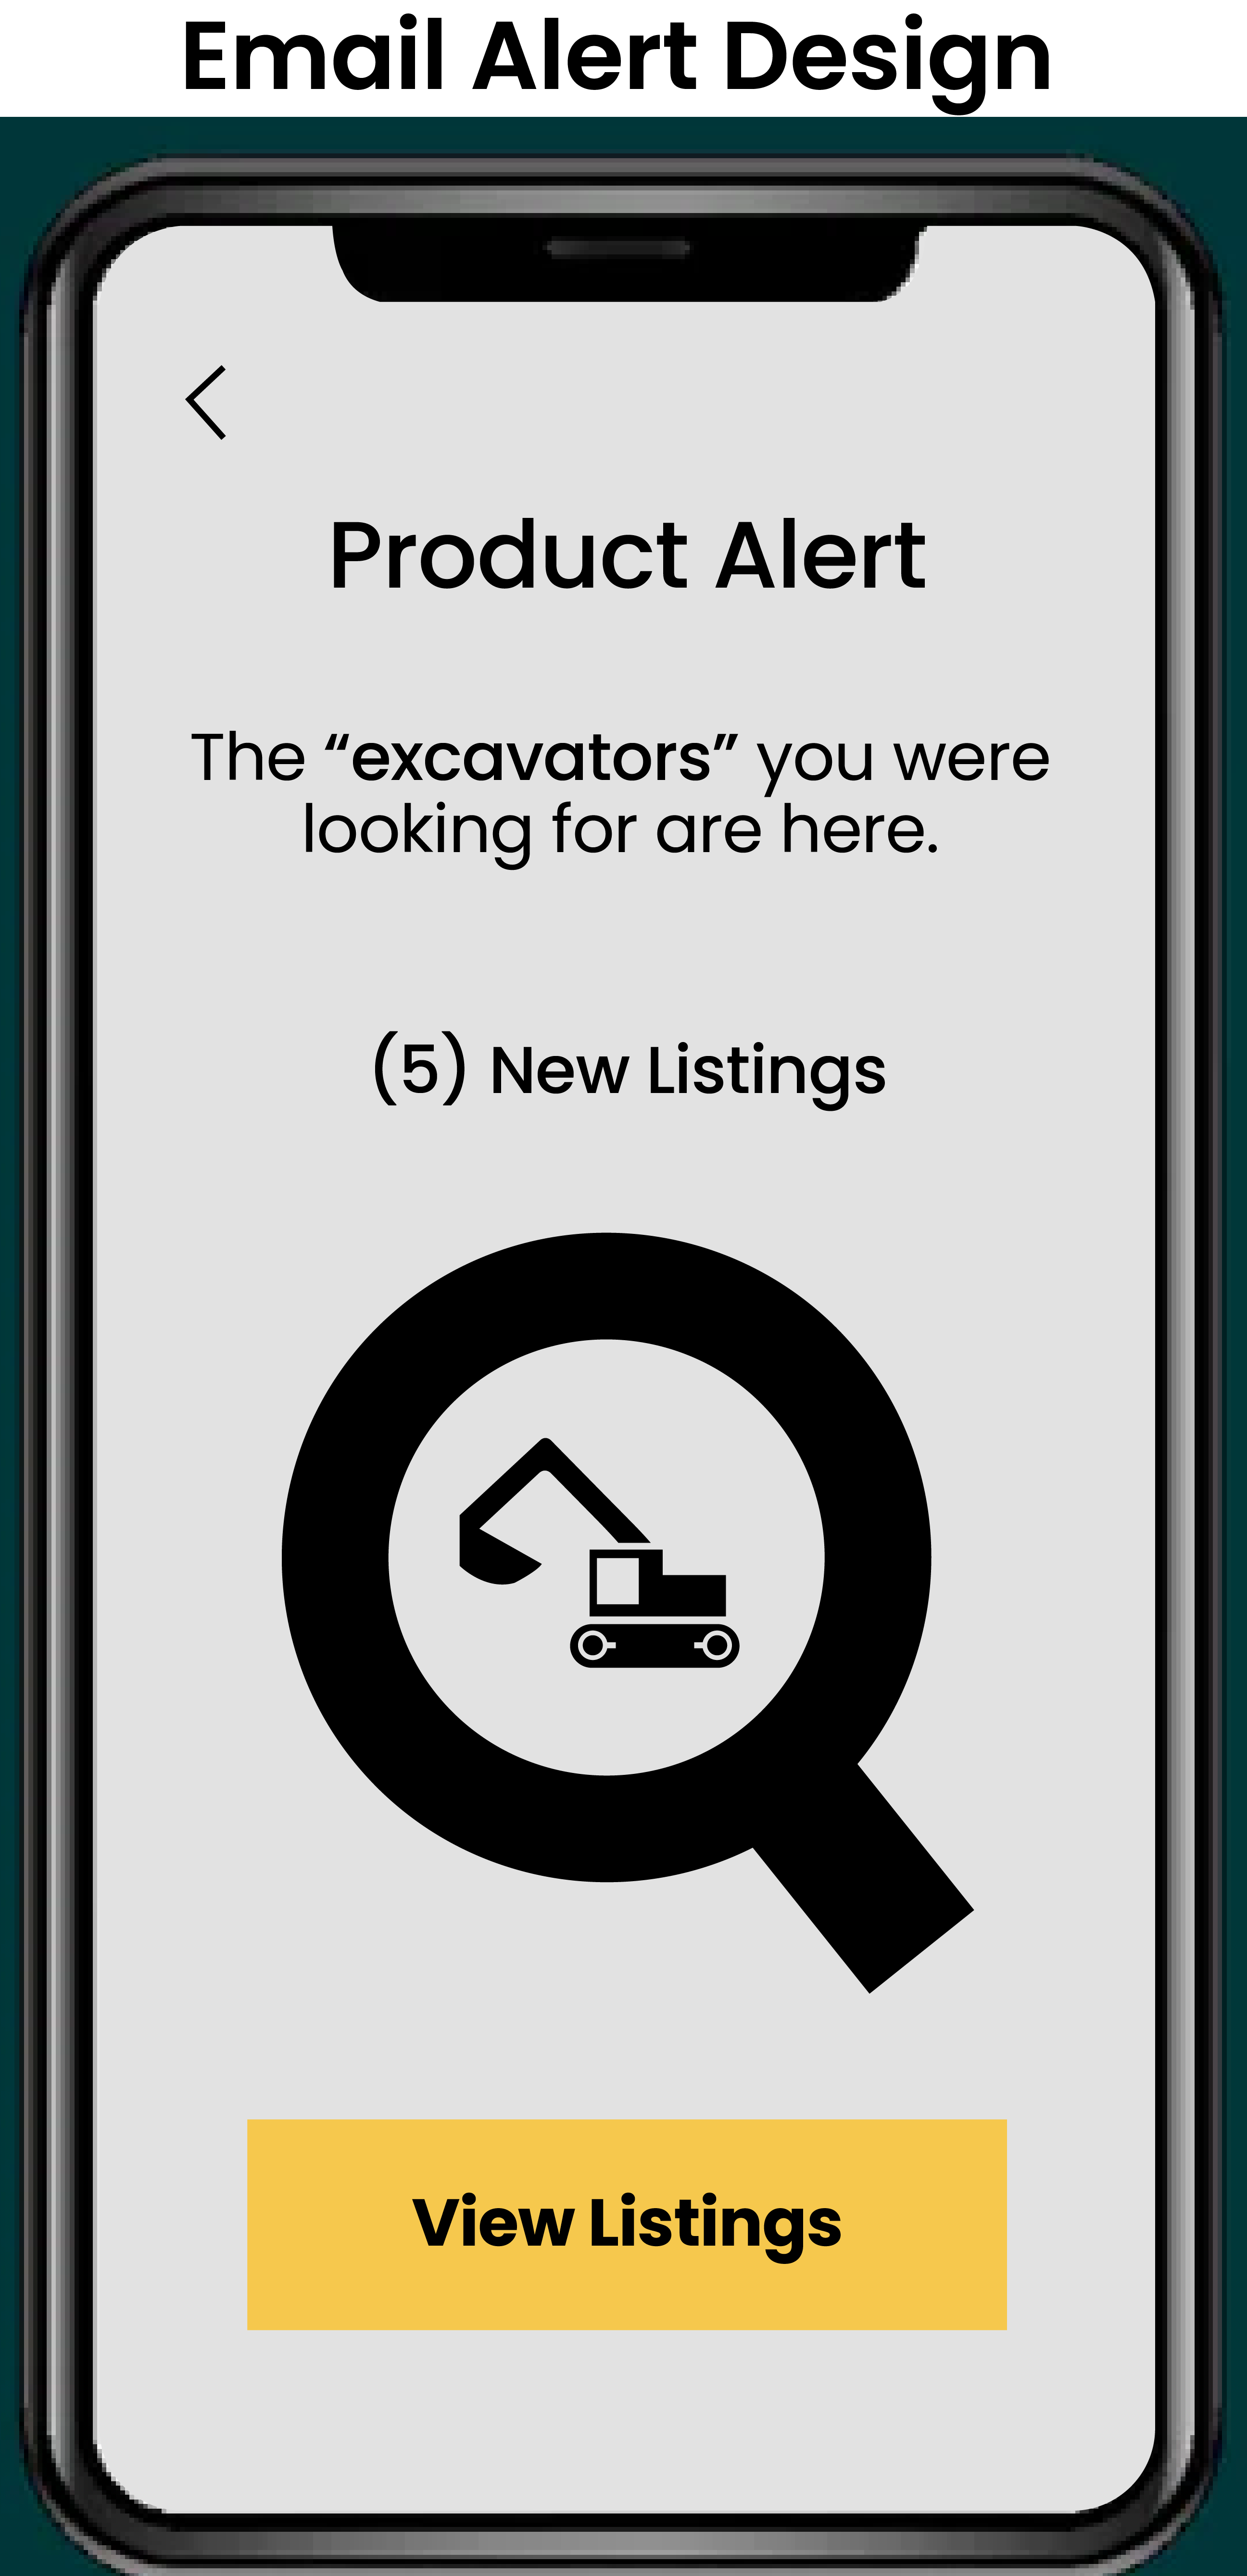 Email Alert Design
Product Alert
The “excavators” you were
looking for are here.
(5) New Listings
View Listings